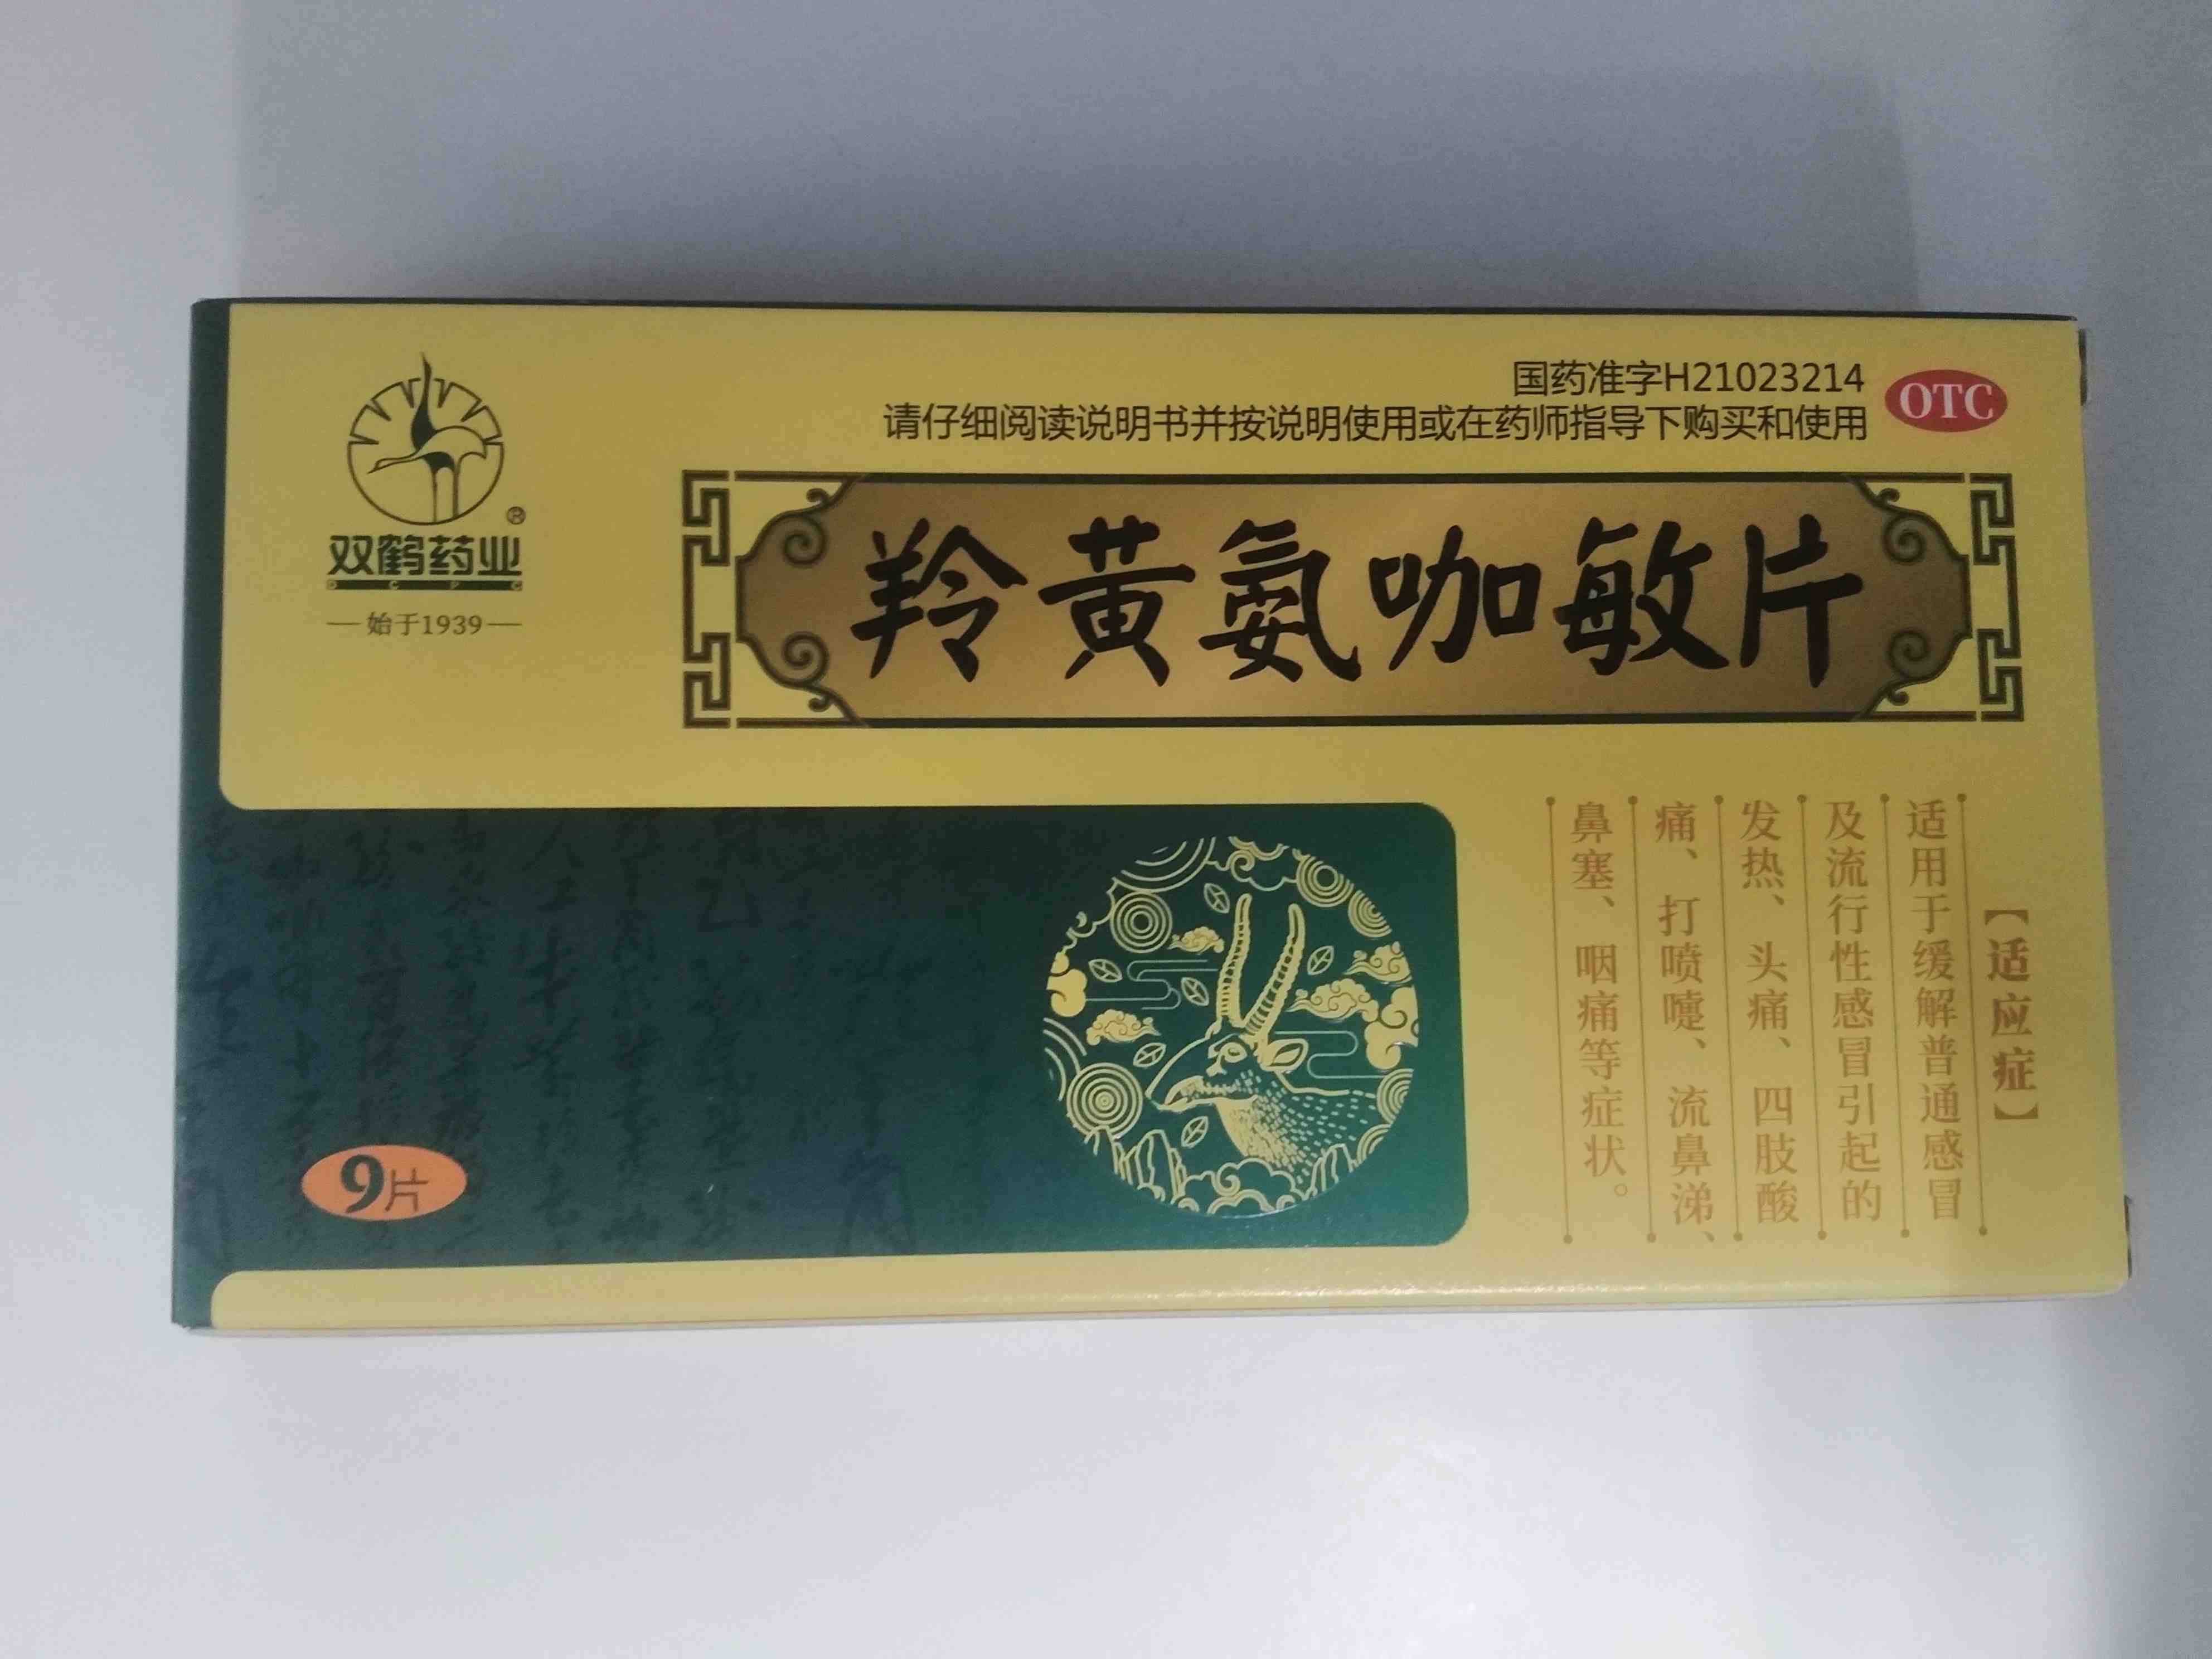 国药准字H21023214
请仔细阅读说明书并按说明使用或在药师指导下购买和使用
OTC
®
双鹤药业
DCPC
始于1939
羚黄氨咖敏片
【适应症】
适用于缓解普通感冒
及流行性感冒引起的
发热、头痛、四肢酸
痛、打喷嚏、流鼻涕、
鼻塞、咽痛等症状。
9片